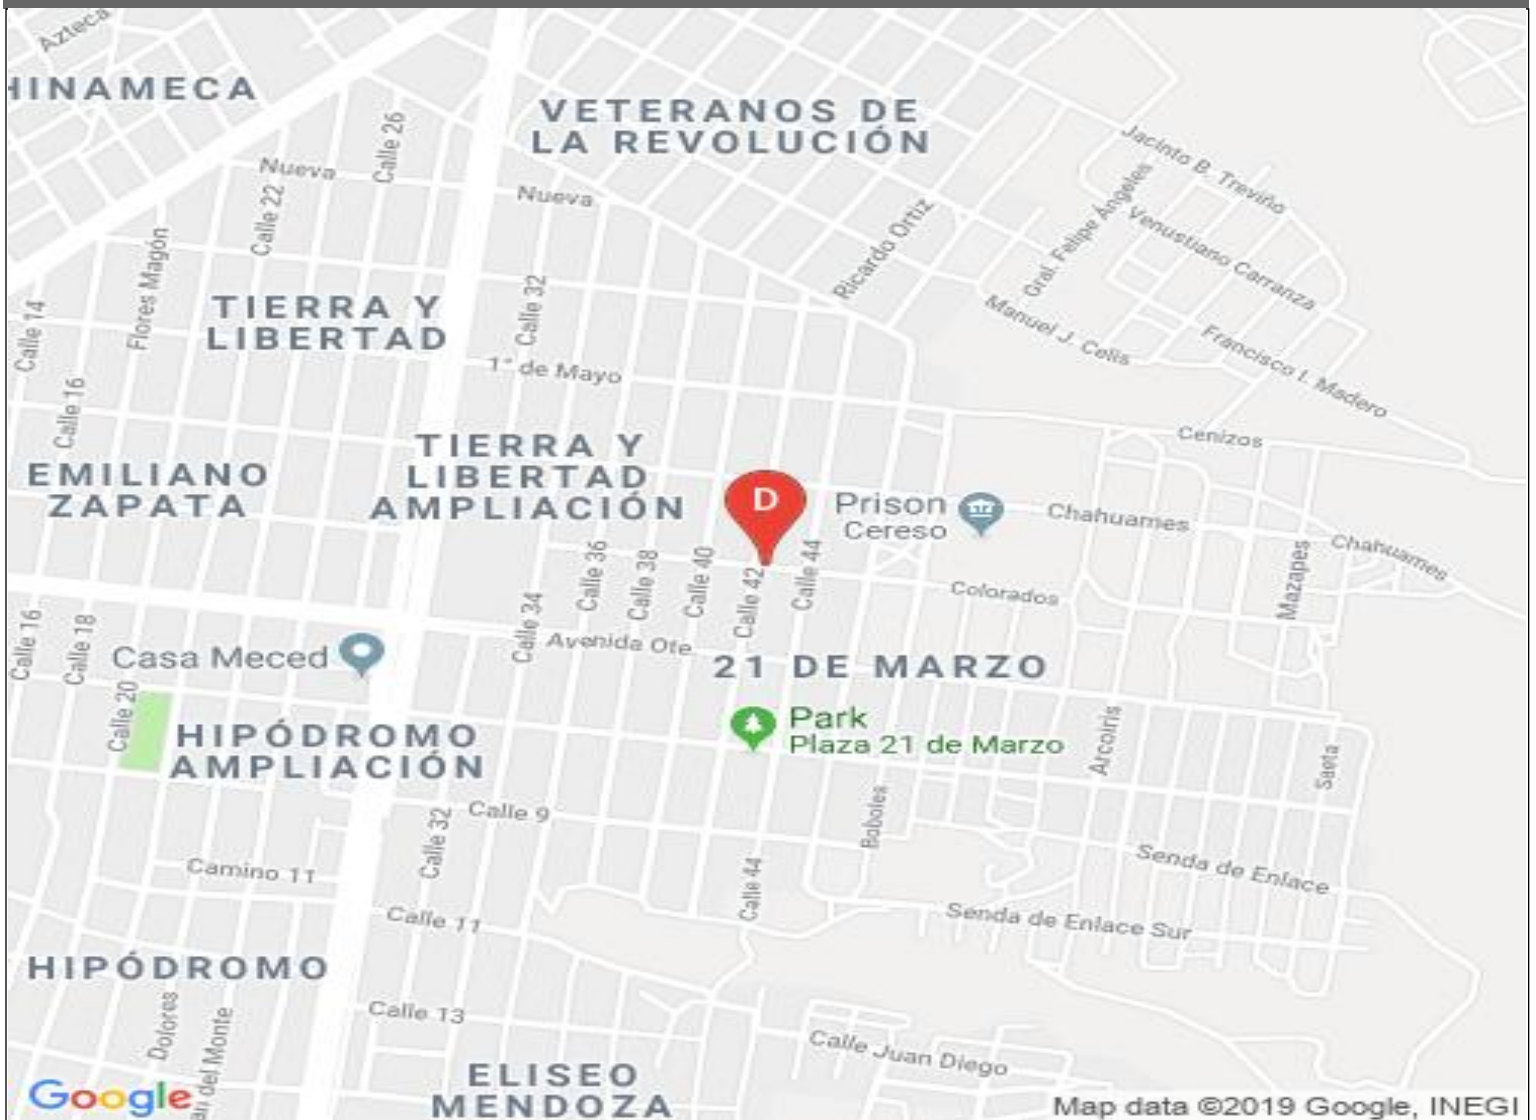 Azteca
HINAMECA
VETERANOS DE
LA REVOLUCIÓN
Calle 26
Nueva
Calle 22
Nueva
Jacinto B. Treviño
Gral. Felipe Ángeles
Venustiano Carranza
Ricardo Ortiz
Flores Magón
Calle 14
TIERRA Y
LIBERTAD
Calle 32
Manuel J. Celis
Francisco I. Madero
1° de Mayo
Calle 16
Cenizos
EMILIANO
ZAPATA
TIERRA Y
LIBERTAD
AMPLIACIÓN
D
Prison
Cereso
Chahuames
Chahuames
Calle 36
Calle 38
Calle 40
Calle 42
Calle 44
Colorados
Mazapes
Calle 16
Calle 18
Calle 34
Avenida Ote
Casa Meced
21 DE MARZO
Calle 20
HIPÓDROMO
AMPLIACIÓN
Park
Plaza 21 de Marzo
Arcoiris
Saeta
Calle 9
Calle 32
Boboles
Camino 11
Calle 44
Senda de Enlace
Calle 11
Senda de Enlace Sur
HIPÓDROMO
Dolores
an del Monte
Calle 13
Calle Juan Diego
ELISEO
MENDOZA
Google
Map data ©2019 Google, INEGI